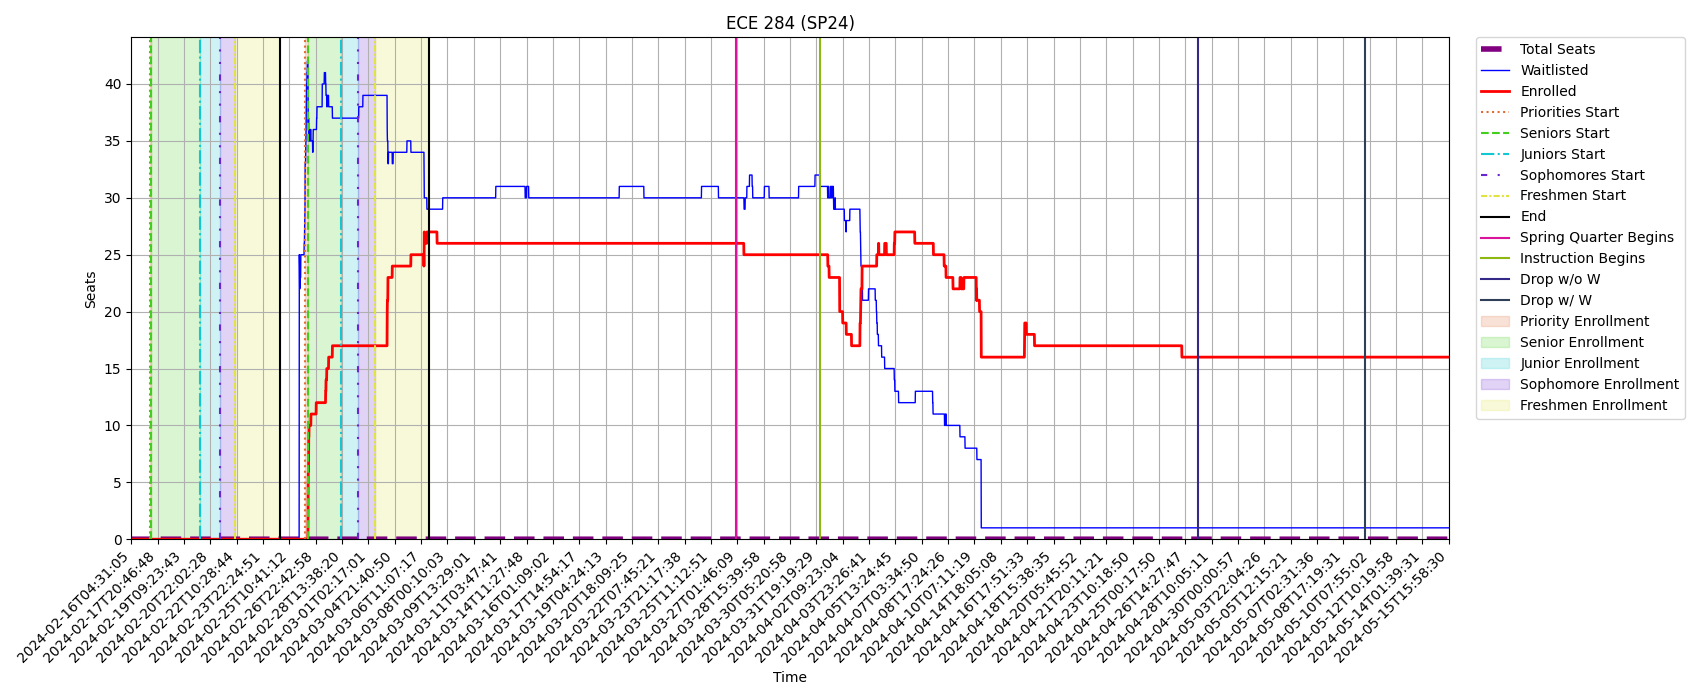 ECE 284 (SP24)
Total Seats
Waitlisted
Enrolled
Priorities Start
Seniors Start
Juniors Start
Sophomores Start
Freshmen Start
End
Spring Quarter Begins
Instruction Begins
Drop w/o W
Drop w/ W
Priority Enrollment
Senior Enrollment
Junior Enrollment
Sophomore Enrollment
Freshmen Enrollment
Seats
40
35
30
25
20
15
10
5
0
2024-02-16T04:31:05
2024-02-17T20:46:48
2024-02-19T09:23:43
2024-02-20T22:02:28
2024-02-22T10:28:44
2024-02-23T22:24:51
2024-02-25T10:41:12
2024-02-26T22:42:58
2024-02-28T13:38:20
2024-03-01T02:17:01
2024-03-04T21:40:50
2024-03-06T11:07:17
2024-03-08T00:10:03
2024-03-09T13:29:01
2024-03-11T03:47:41
2024-03-14T11:27:48
2024-03-16T01:09:02
2024-03-17T14:54:17
2024-03-19T04:24:13
2024-03-20T18:09:25
2024-03-22T07:45:21
2024-03-23T21:17:38
2024-03-25T11:12:51
2024-03-27T01:46:09
2024-03-28T15:39:58
2024-03-30T05:20:58
2024-03-31T19:19:29
2024-04-02T09:23:04
2024-04-03T23:26:41
2024-04-05T13:24:45
2024-04-07T03:34:50
2024-04-08T17:24:26
2024-04-10T07:11:19
2024-04-14T18:05:08
2024-04-16T17:51:33
2024-04-18T15:38:35
2024-04-20T05:45:52
2024-04-21T20:11:21
2024-04-23T10:18:50
2024-04-25T00:17:50
2024-04-26T14:27:47
2024-04-28T10:05:11
2024-04-30T00:00:57
2024-05-03T22:04:26
2024-05-05T12:15:21
2024-05-07T02:31:36
2024-05-08T17:19:31
2024-05-10T07:55:02
2024-05-12T10:19:58
2024-05-14T01:39:31
2024-05-15T15:58:30
Time